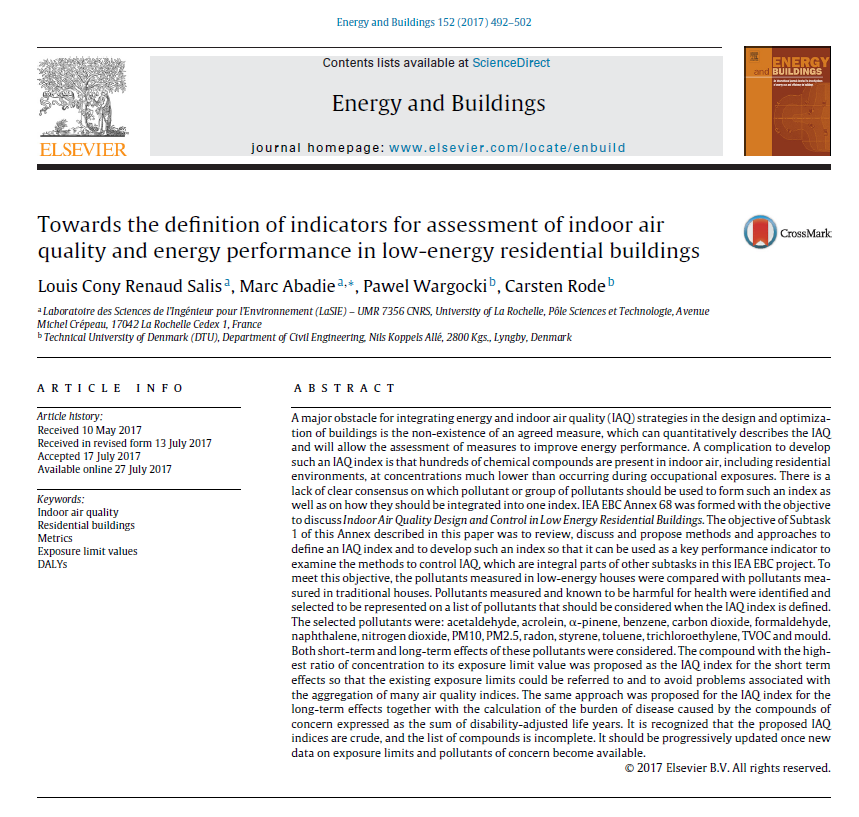 Energy and Buildings 152 (2017) 492–502
Contents lists available at ScienceDirect
Energy and Buildings
journal homepage: www.elsevier.com/locate/enbuild
ELSEVIER
ENERGY
and BUILDINGS
Towards the definition of indicators for assessment of indoor air
quality and energy performance in low-energy residential buildings
CrossMark
Louis Cony Renaud Salis a, Marc Abadie a,*, Pawel Wargocki b, Carsten Rode b
a Laboratoire des Sciences de l'Ingénieur pour l'Environnement (LaSIE) – UMR 7356 CNRS, University of La Rochelle, Pôle Sciences et Technologie, Avenue
Michel Crépeau, 17042 La Rochelle Cedex 1, France
b Technical University of Denmark (DTU), Department of Civil Engineering, Nils Koppels Allé, 2800 Kgs., Lyngby, Denmark
ARTICLE INFO
Article history:
Received 10 May 2017
Received in revised form 13 July 2017
Accepted 17 July 2017
Available online 27 July 2017
Keywords:
Indoor air quality
Residential buildings
Metrics
Exposure limit values
DALYs
ABSTRACT
A major obstacle for integrating energy and indoor air quality (IAQ) strategies in the design and optimiza-
tion of buildings is the non-existence of an agreed measure, which can quantitatively describes the IAQ
and will allow the assessment of measures to improve energy performance. A complication to develop
such an IAQ index is that hundreds of chemical compounds are present in indoor air, including residential
environments, at concentrations much lower than occurring during occupational exposures. There is a
lack of clear consensus on which pollutant or group of pollutants should be used to form such an index as
well as on how they should be integrated into one index. IEA EBC Annex 68 was formed with the objective
to discuss Indoor Air Quality Design and Control in Low Energy Residential Buildings. The objective of Subtask
1 of this Annex described in this paper was to review, discuss and propose methods and approaches to
define an IAQ index and to develop such an index so that it can be used as a key performance indicator to
examine the methods to control IAQ, which are integral parts of other subtasks in this IEA EBC project. To
meet this objective, the pollutants measured in low-energy houses were compared with pollutants mea-
sured in traditional houses. Pollutants measured and known to be harmful for health were identified and
selected to be represented on a list of pollutants that should be considered when the IAQ index is defined.
The selected pollutants were: acetaldehyde, acrolein, α-pinene, benzene, carbon dioxide, formaldehyde,
naphthalene, nitrogen dioxide, PM10, PM2.5, radon, styrene, toluene, trichloroethylene, TVOC and mould.
Both short-term and long-term effects of these pollutants were considered. The compound with the high-
est ratio of concentration to its exposure limit value was proposed as the IAQ index for the short term
effects so that the existing exposure limits could be referred to and to avoid problems associated with
the aggregation of many air quality indices. The same approach was proposed for the IAQ index for the
long-term effects together with the calculation of the burden of disease caused by the compounds of
concern expressed as the sum of disability-adjusted life years. It is recognized that the proposed IAQ
indices are crude, and the list of compounds is incomplete. It should be progressively updated once new
data on exposure limits and pollutants of concern become available.
© 2017 Elsevier B.V. All rights reserved.